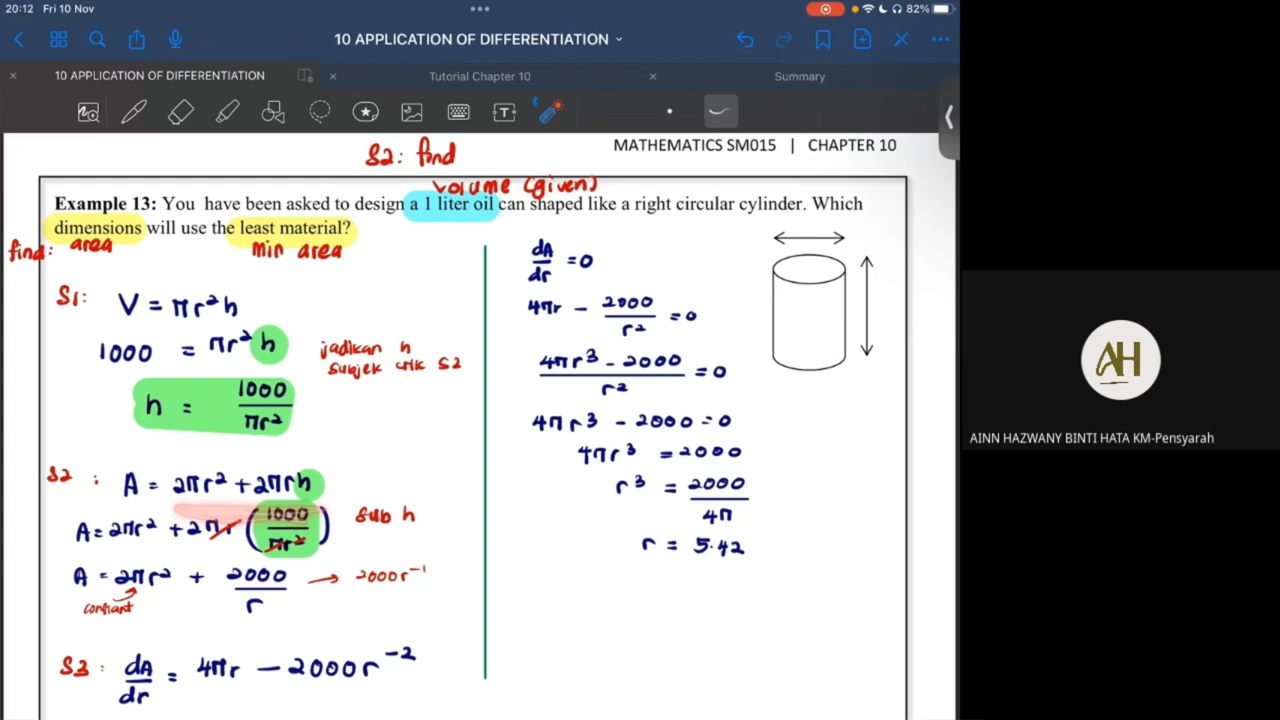 20:12 Fri 10 Nov
82%
10 APPLICATION OF DIFFERENTIATION
10 APPLICATION OF DIFFERENTIATION
Tutorial Chapter 10
Summary
MATHEMATICS SM015 | CHAPTER 10
S2: find
volume (given)
Example 13: You have been asked to design a 1 liter oil can shaped like a right circular cylinder. Which
dimensions will use the least material?
find: area
min area
S1: V = πr²h
1000 = πr²h
jadikan h
subjek utk S2
h = 1000/πr²
S2: A = 2πr² + 2πrh
A = 2πr² + 2πr (1000/πr²) sub h
A = 2πr² + 2000/r → 2000r⁻¹
constant
S3: dA/dr = 4πr − 2000r⁻²
dA/dr = 0
4πr − 2000/r² = 0
4πr³ − 2000/r² = 0
4πr³ − 2000 = 0
4πr³ = 2000
r³ = 2000/4π
r = 5.42
AH
AINN HAZWANY BINTI HATA KM-Pensyarah